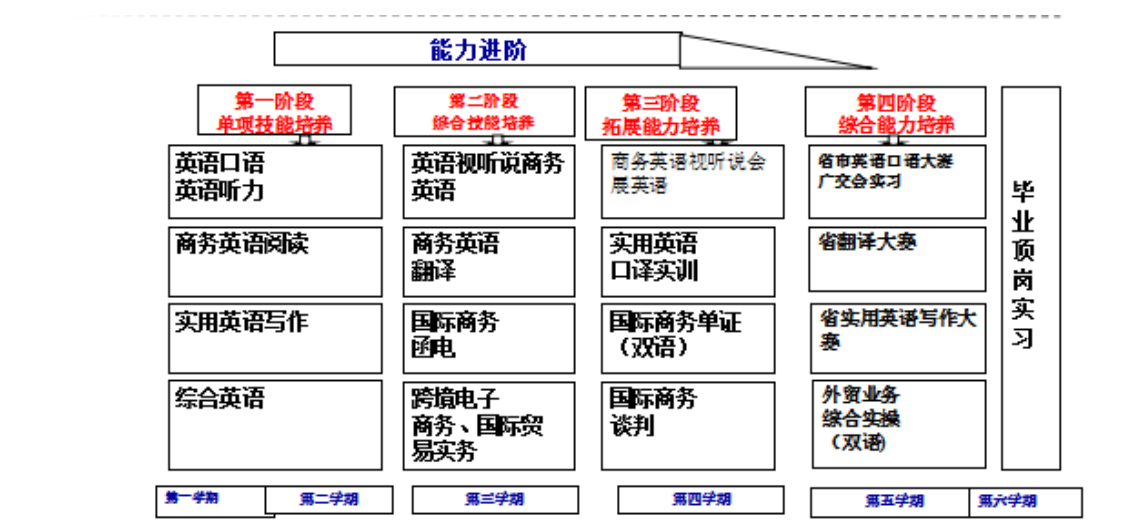 能力进阶
第一阶段
单项技能培养
第二阶段
综合技能培养
第三阶段
拓展能力培养
第四阶段
综合能力培养
英语口语
英语听力
英语视听说商务
英语
商务英语视听说会
展英语
省市英语口语大赛
广交会实习
商务英语阅读
商务英语
翻译
实用英语
口译实训
省翻译大赛
实用英语写作
国际商务
函电
国际商务单证
（双语）
省实用英语写作大
赛
综合英语
跨境电子
商务、国际贸
易实务
国际商务
谈判
外贸业务
综合实操
（双语)
毕业顶岗实习
第一学期
第二学期
第三学期
第四学期
第五学期
第六学期